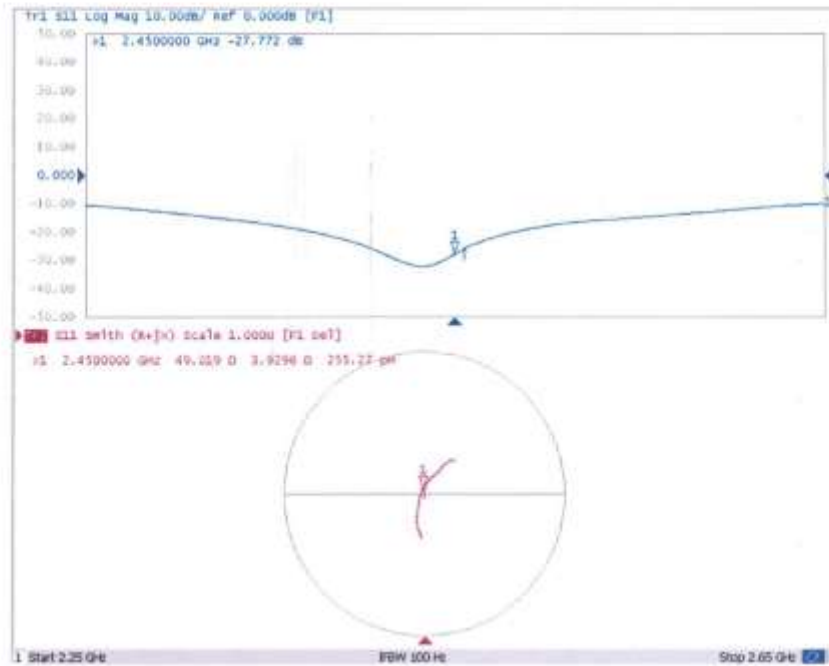 Tr1 S11 Log Mag 10.00dB/ Ref 0.000dB [F1]
50.00
>1 2.4500000 GHz -27.772 dB
40.00
30.00
20.00
10.00
0.000
-10.00
-20.00
1
-30.00
-40.00
-50.00
S11 Smith (R+jX) Scale 1.000U [F1 Del]
>1 2.4500000 GHz 49.019 Ω 3.9296 Ω 255.27 pH
1
1 Start 2.25 GHz IFBW 100 Hz Stop 2.65 GHz